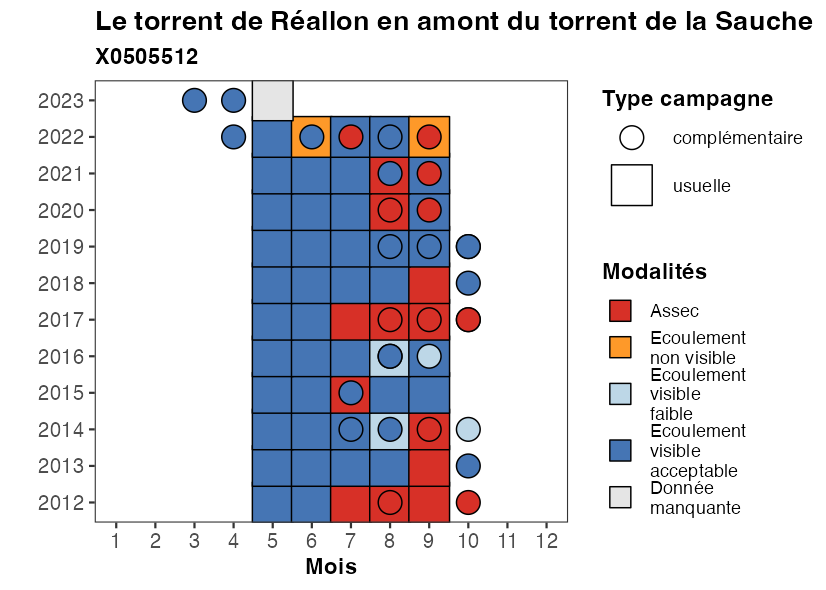 Le torrent de Réallon en amont du torrent de la Sauche
X0505512
2023
2022
2021
2020
2019
2018
2017
2016
2015
2014
2013
2012
1 2 3 4 5 6 7 8 9 10 11 12
Mois
Type campagne
complémentaire
usuelle
Modalités
Assec
Ecoulement
non visible
Ecoulement
visible
faible
Ecoulement
visible
acceptable
Donnée
manquante